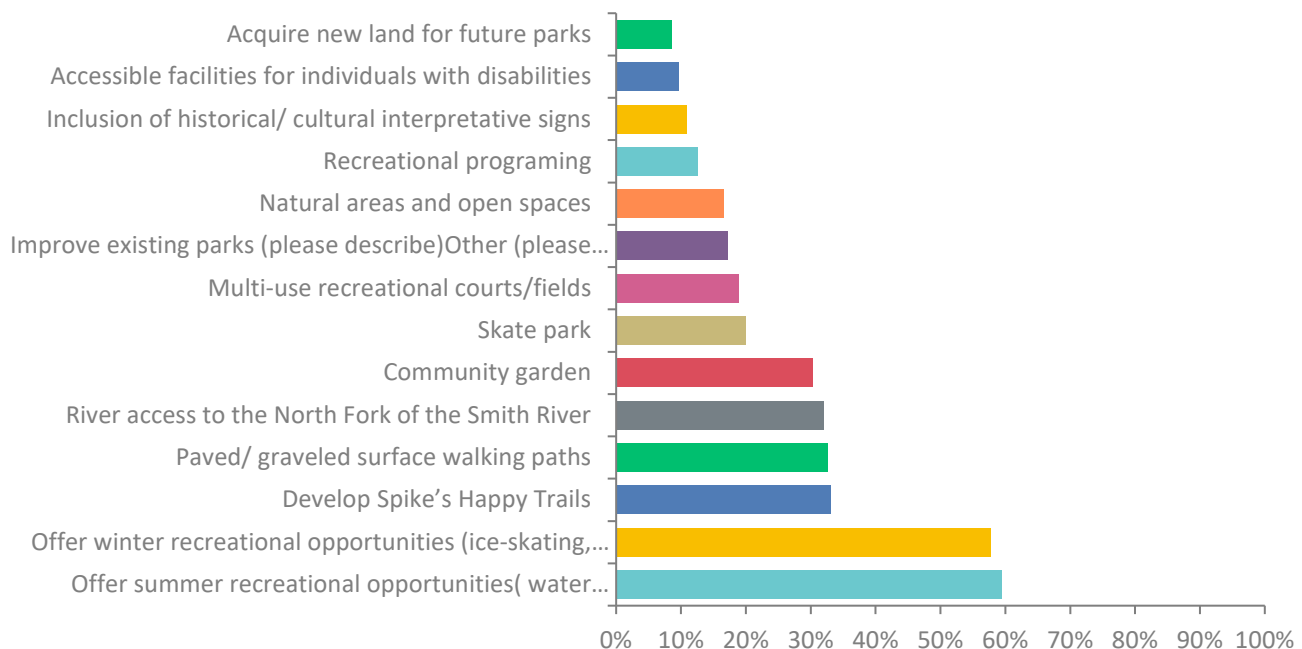 Acquire new land for future parks
Accessible facilities for individuals with disabilities
Inclusion of historical/ cultural interpretative signs
Recreational programing
Natural areas and open spaces
Improve existing parks (please describe)Other (please…
Multi-use recreational courts/fields
Skate park
Community garden
River access to the North Fork of the Smith River
Paved/ graveled surface walking paths
Develop Spike’s Happy Trails
Offer winter recreational opportunities (ice-skating,…
Offer summer recreational opportunities( water…
0% 10% 20% 30% 40% 50% 60% 70% 80% 90% 100%